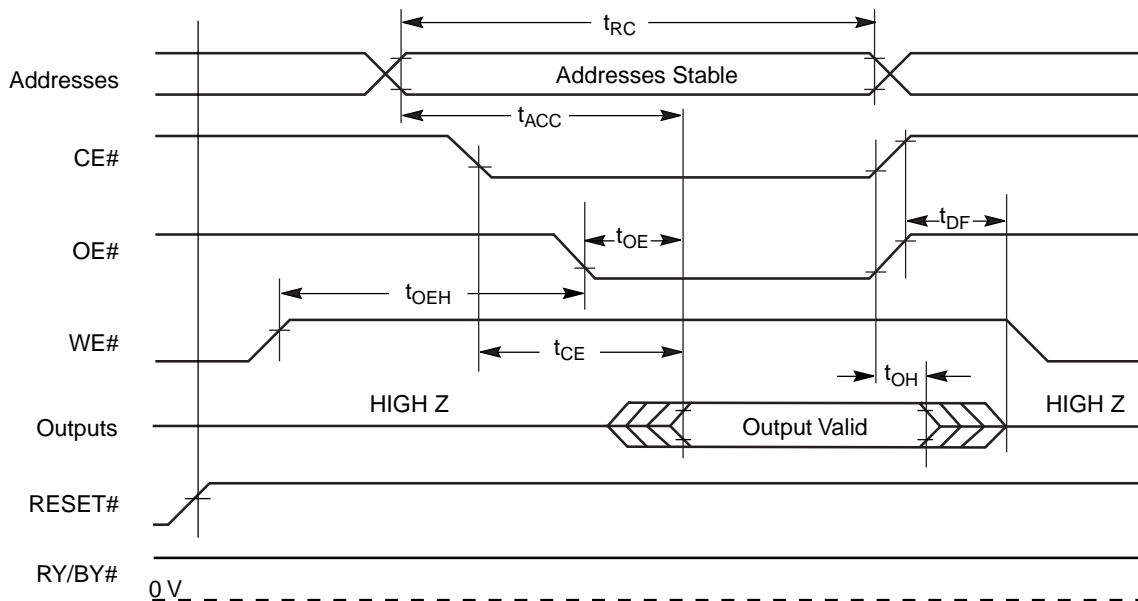 tRC
Addresses
Addresses Stable
tACC
CE#
tDF
OE#
tOE
tOEH
WE#
tCE
tOH
HIGH Z
HIGH Z
Outputs
Output Valid
RESET#
RY/BY#
0 V